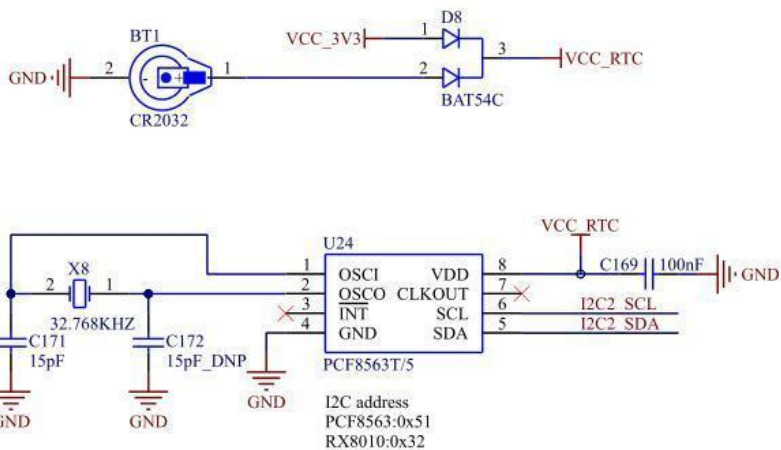 BT1
D8
VCC_3V3 1
GND 2 - + 1 2 3 VCC_RTC
CR2032
BAT54C
VCC_RTC
U24
X8
1 OSCI VDD 8 C169 100nF GND
2 1 2 OSCO CLKOUT 7
32.768KHZ 3 INT SCL 6 I2C2_SCL
4 GND SDA 5 I2C2_SDA
C171 C172
15pF 15pF_DNP
PCF8563T/5
GND GND GND
I2C address
PCF8563:0x51
RX8010:0x32